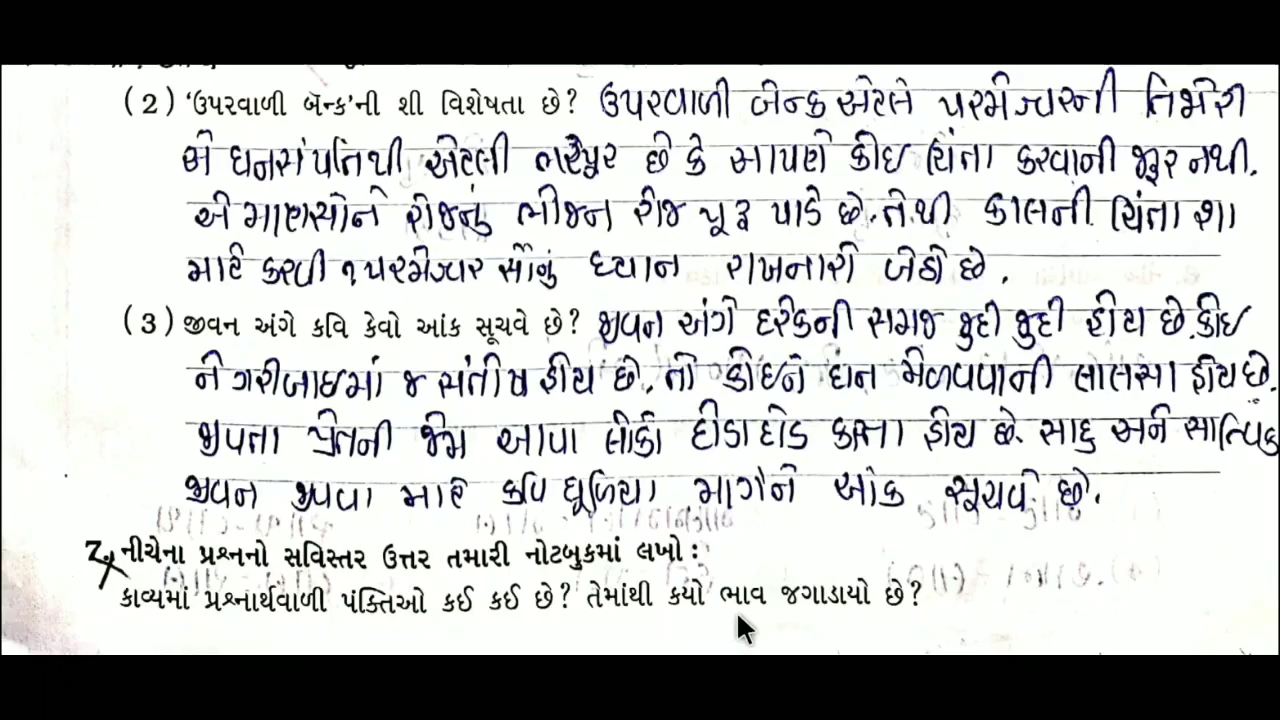 (2) 'ઉપરવાળી બૅન્ક'ની શી વિશેષતા છે? ઉપરવાળી બેન્ક એટલે પરમેશ્વરની તિજોરી
એ ધનસંપતિથી એટલી ભરપૂર છે કે આપણે કોઇ ચિંતા કરવાની જરૂર નથી.
એ માણસોને રોજનું ભોજન રોજ પૂરૂ પાડે છે. તેથી કાલની ચિંતા શા
માટે કરવી ? પરમેશ્વર સૌનું ધ્યાન રાખનારો બેઠો છે.
(3) જીવન અંગે કવિ કેવો આંક સૂચવે છે? જીવન અંગે દરેકની સમજ જુદી જુદી હોય છે. કોઇ
ને ગરીબાઇમાં જ સંતોષ હોય છે. તો કોઇને ધન મેળવવાની લાલસા હોય છે.
જીવતા પ્રેતની જેમ આવા લોકો દોડાદોડ કરતા હોય છે. સાદુ અને સાત્વિક
જીવન જીવવા માટે કવિ ધૂળિયા માર્ગનો આંક સૂચવે છે.
7. નીચેના પ્રશ્નનો સવિસ્તર ઉત્તર તમારી નોટબુકમાં લખો :
કાવ્યમાં પ્રશ્નાર્થવાળી પંક્તિઓ કઈ કઈ છે? તેમાંથી કયો ભાવ જગાડાયો છે?